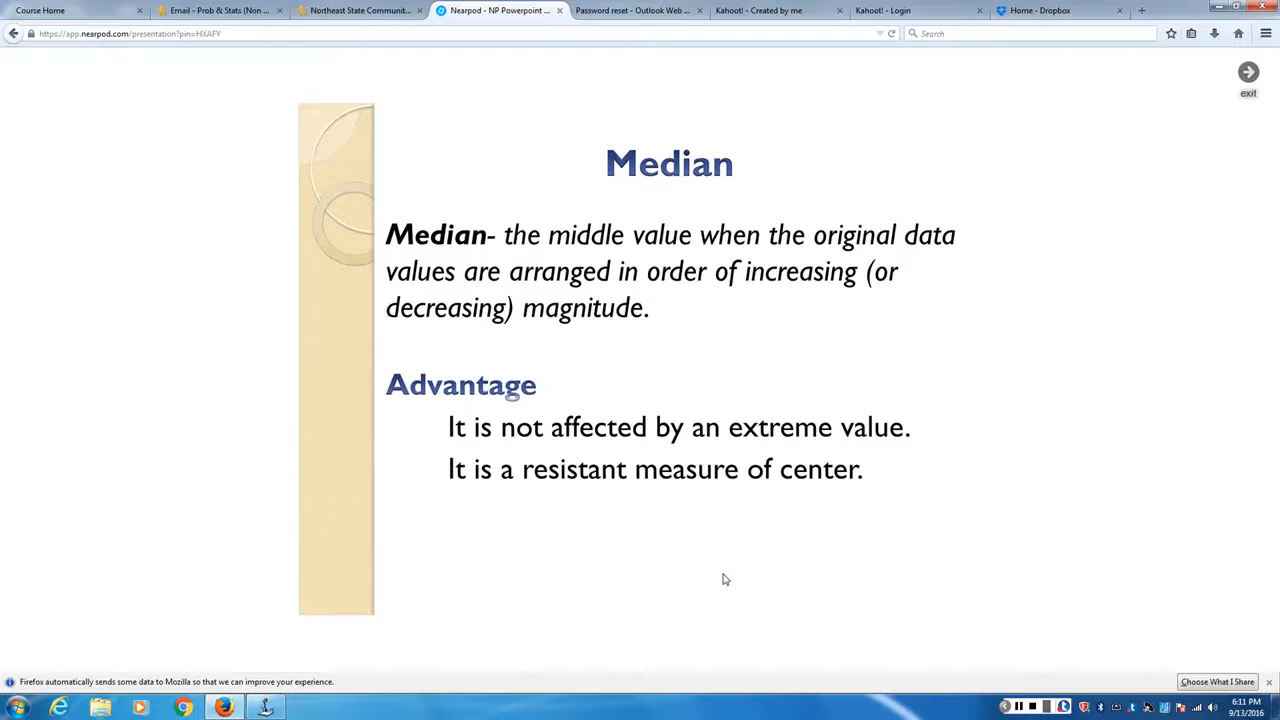 Course Home
Email - Prob & Stats (Non ...
Northeast State Communit...
Nearpod - NP Powerpoint ...
Password reset - Outlook Web ...
Kahoot! - Created by me
Kahoot! - Login
Home - Dropbox
https://app.nearpod.com/presentation?pin=HXAFY
Search
exit
Median
Median- the middle value when the original data
values are arranged in order of increasing (or
decreasing) magnitude.
Advantage
It is not affected by an extreme value.
It is a resistant measure of center.
Firefox automatically sends some data to Mozilla so that we can improve your experience.
Choose What I Share
6:11 PM
9/13/2016